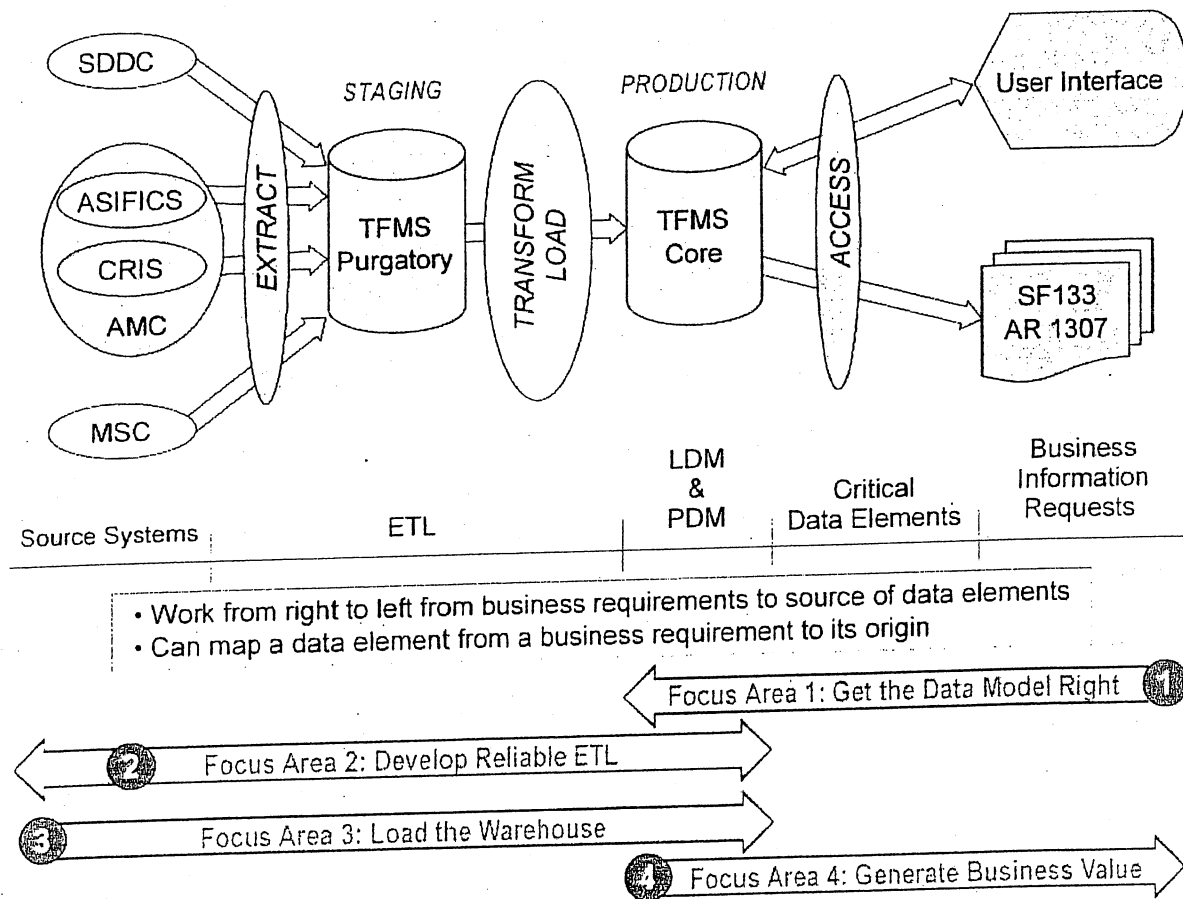 SDDC
STAGING
PRODUCTION
User Interface
ASIFICS
CRIS
AMC
EXTRACT
TFMS
Purgatory
TRANSFORM
LOAD
TFMS
Core
ACCESS
SF133
AR 1307
MSC
Source Systems
ETL
LDM
&
PDM
Critical
Data Elements
Business
Information
Requests
• Work from right to left from business requirements to source of data elements
• Can map a data element from a business requirement to its origin
Focus Area 1: Get the Data Model Right
1
2
Focus Area 2: Develop Reliable ETL
3
Focus Area 3: Load the Warehouse
4
Focus Area 4: Generate Business Value